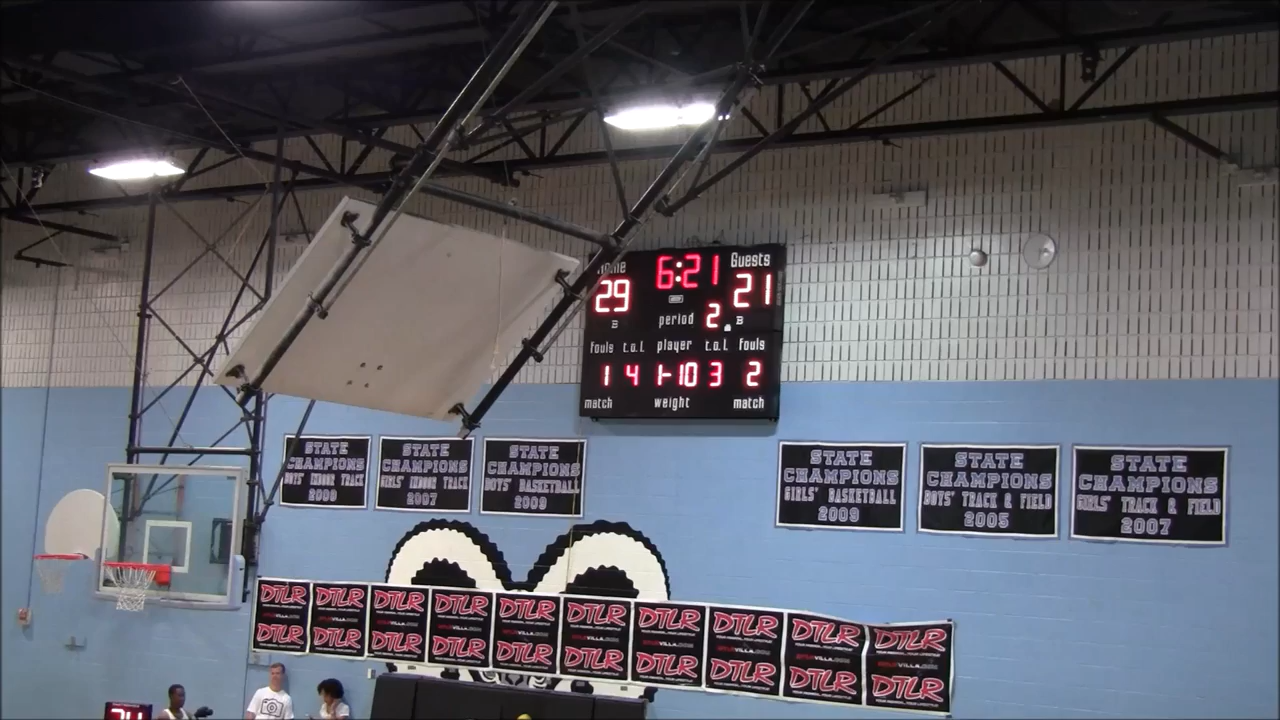 Home 6:21 Guests
29 21
B period 2 B
fouls t.o.l. player t.o.l. fouls
1 4 1-10 3 2
match weight match
STATE
CHAMPIONS
BOYS' INDOOR TRACK
2009
STATE
CHAMPIONS
GIRLS' INDOOR TRACK
2007
STATE
CHAMPIONS
BOYS' BASKETBALL
2009
STATE
CHAMPIONS
GIRLS' BASKETBALL
2009
STATE
CHAMPIONS
BOYS' TRACK & FIELD
2005
STATE
CHAMPIONS
GIRLS' TRACK & FIELD
2007
DTLR DTLR DTLR DTLR DTLR DTLR DTLR DTLR DTLR DTLR
DTLR DTLR DTLR DTLR DTLR DTLR DTLR DTLR DTLR DTLR